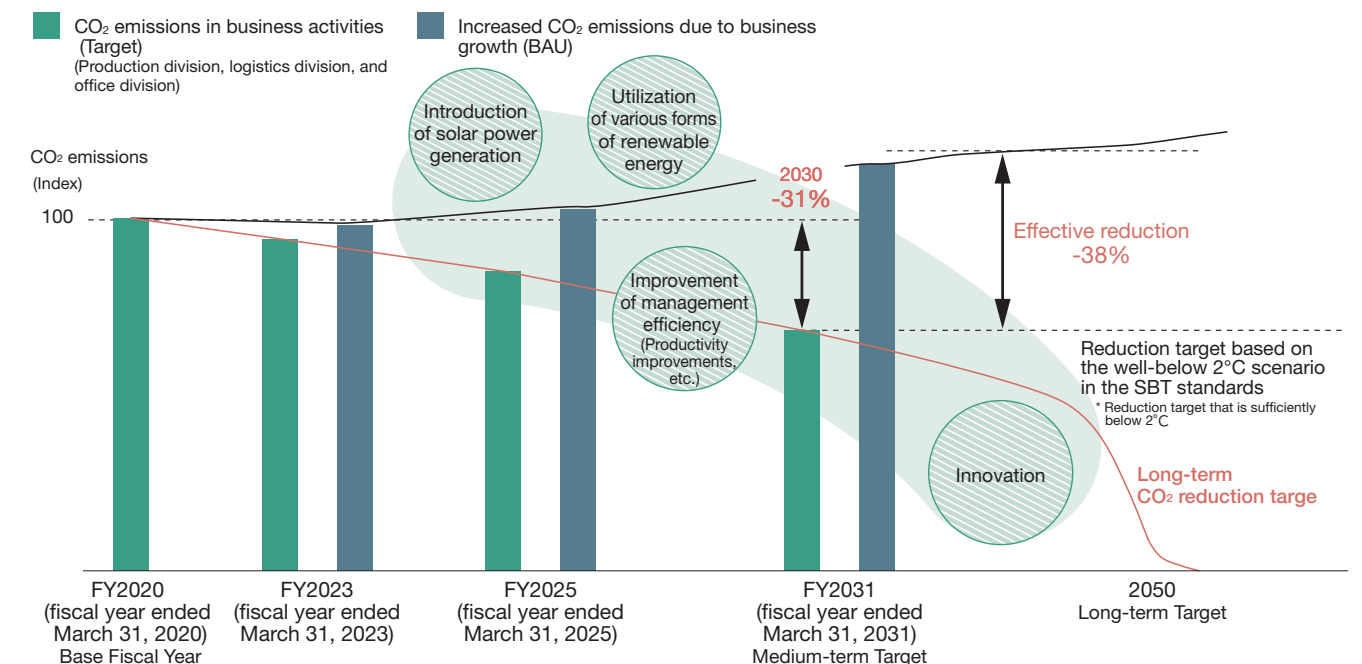 CO₂ emissions in business activities
(Target)
(Production division, logistics division, and
office division)
Increased CO₂ emissions due to business
growth (BAU)
CO₂ emissions
(Index)
100
Introduction
of solar power
generation
Utilization
of various forms
of renewable
energy
2030
-31%
Improvement
of management
efficiency
(Productivity
improvements,
etc.)
Effective reduction
-38%
Reduction target based on
the well-below 2°C scenario
in the SBT standards
* Reduction target that is sufficiently
below 2°C
Innovation
Long-term
CO₂ reduction targe
FY2020
(fiscal year ended
March 31, 2020)
Base Fiscal Year
FY2023
(fiscal year ended
March 31, 2023)
FY2025
(fiscal year ended
March 31, 2025)
FY2031
(fiscal year ended
March 31, 2031)
Medium-term Target
2050
Long-term Target